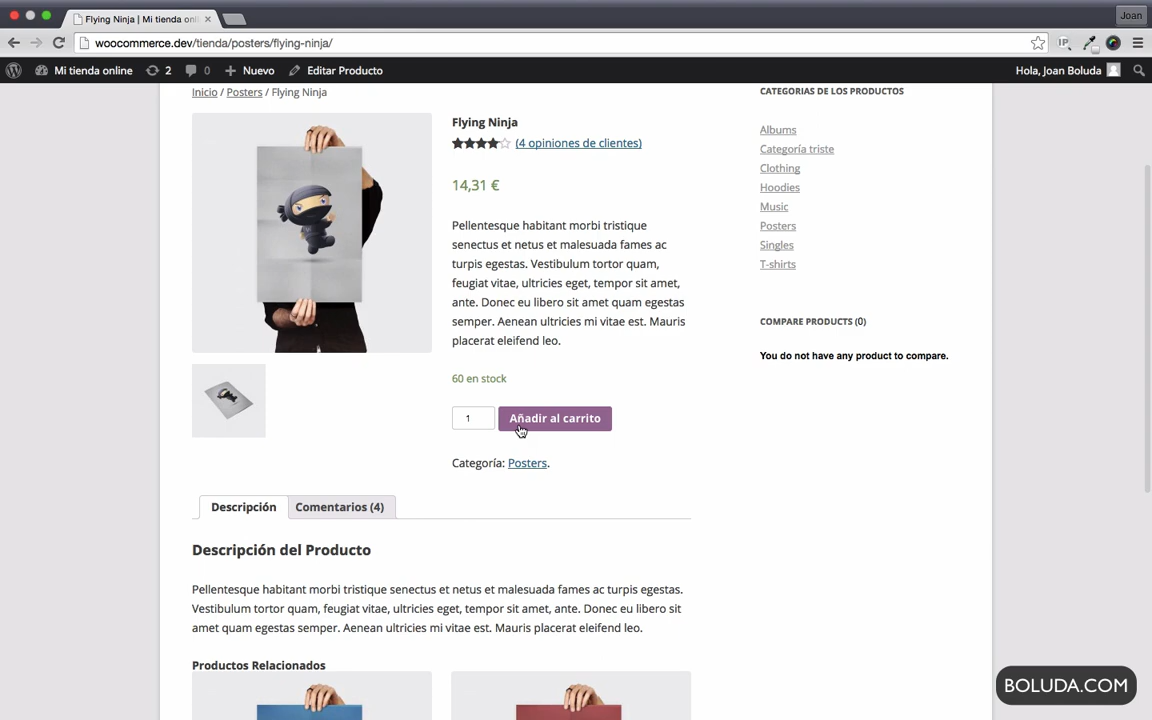 Flying Ninja | Mi tienda onli
Joan
woocommerce.dev/tienda/posters/flying-ninja/
IP
Mi tienda online 2 0 Nuevo Editar Producto Hola, Joan Boluda
Inicio / Posters / Flying Ninja
Flying Ninja
(4 opiniones de clientes)
14,31 €
Pellentesque habitant morbi tristique
senectus et netus et malesuada fames ac
turpis egestas. Vestibulum tortor quam,
feugiat vitae, ultricies eget, tempor sit amet,
ante. Donec eu libero sit amet quam egestas
semper. Aenean ultricies mi vitae est. Mauris
placerat eleifend leo.
60 en stock
1 Añadir al carrito
Categoría: Posters.
CATEGORIAS DE LOS PRODUCTOS
Albums
Categoría triste
Clothing
Hoodies
Music
Posters
Singles
T-shirts
COMPARE PRODUCTS (0)
You do not have any product to compare.
Descripción Comentarios (4)
Descripción del Producto
Pellentesque habitant morbi tristique senectus et netus et malesuada fames ac turpis egestas.
Vestibulum tortor quam, feugiat vitae, ultricies eget, tempor sit amet, ante. Donec eu libero sit
amet quam egestas semper. Aenean ultricies mi vitae est. Mauris placerat eleifend leo.
Productos Relacionados
BOLUDA.COM